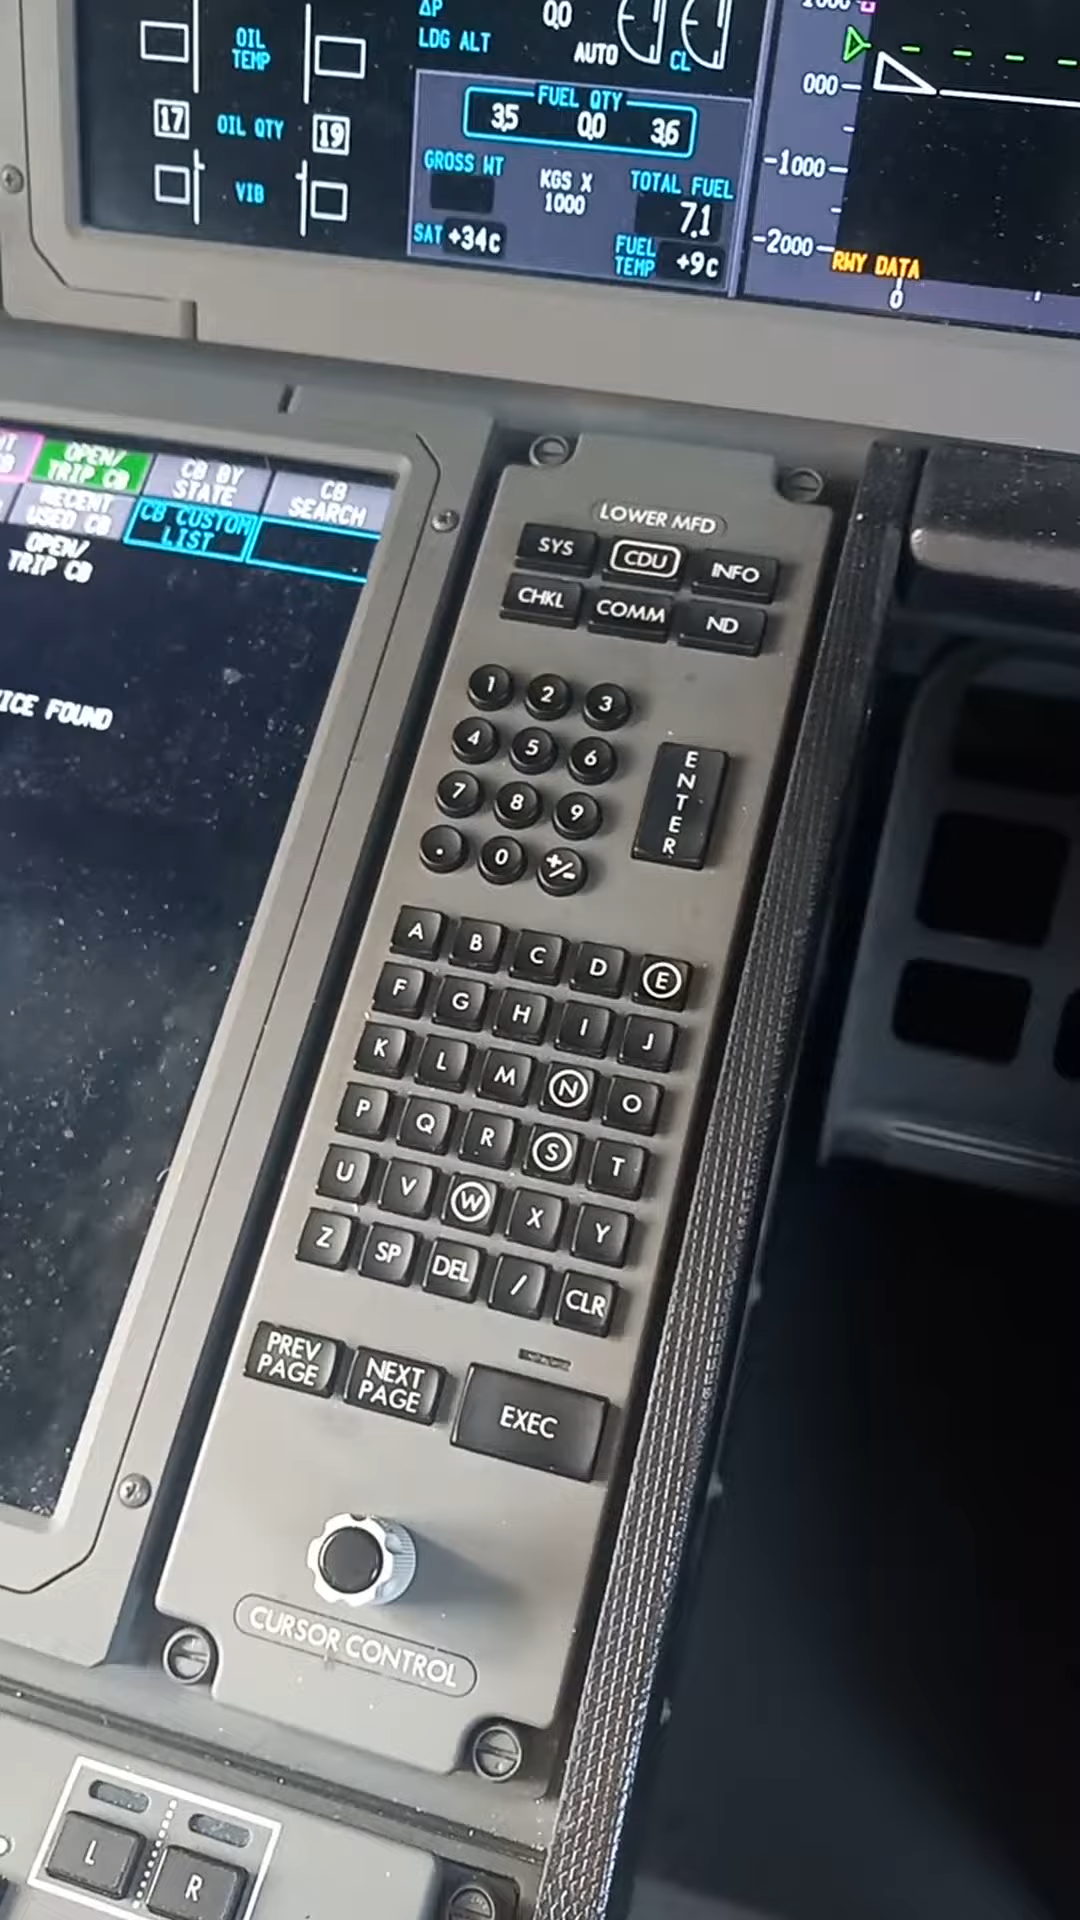 ΔP
00
LDG ALT
AUTO
CL
OIL
TEMP
17 OIL QTY 19
VIB
FUEL QTY
3.5 0.0 3.6
GROSS WT
KGS X
1000
TOTAL FUEL
7.1
SAT +34c
FUEL
TEMP +9c
000
-1000
-2000
RWY DATA
0
OPEN/
TRIP CB
CB BY
STATE
CB
SEARCH
RECENT
USED CB
CB CUSTOM
LIST
OPEN/
TRIP CB
ICE FOUND
LOWER MFD
SYS CDU INFO
CHKL COMM ND
1 2 3
4 5 6
7 8 9
. 0 +/-
ENTER
A B C D E
F G H I J
K L M N O
P Q R S T
U V W X Y
Z SP DEL / CLR
PREV
PAGE
NEXT
PAGE
EXEC
CURSOR CONTROL
L R